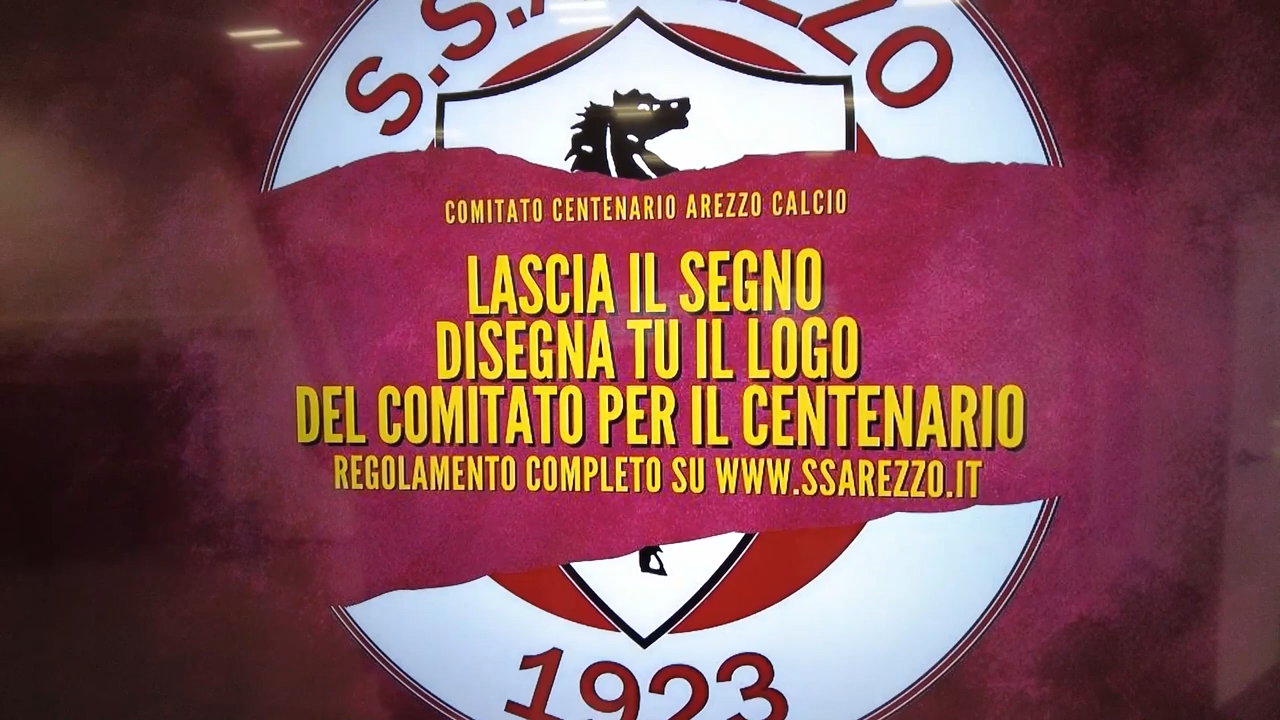 S.S. AREZZO
COMITATO CENTENARIO AREZZO CALCIO
LASCIA IL SEGNO
DISEGNA TU IL LOGO
DEL COMITATO PER IL CENTENARIO
REGOLAMENTO COMPLETO SU WWW.SSAREZZO.IT
1923